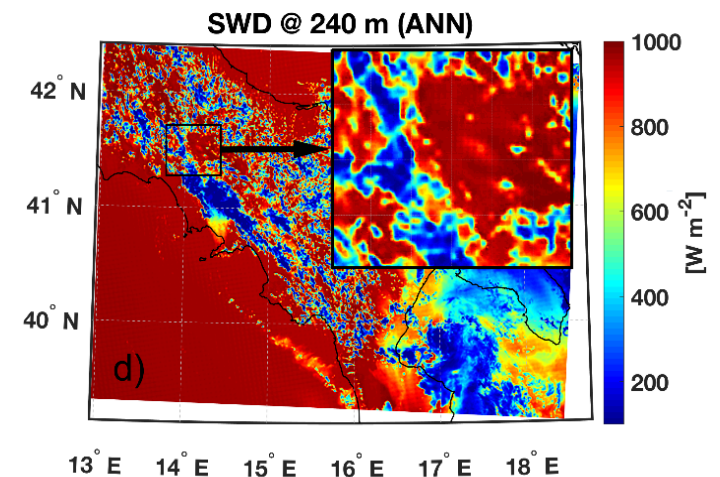 SWD @ 240 m (ANN)
42° N
41° N
40° N
d)
13° E 14° E 15° E 16° E 17° E 18° E
1000
800
600
400
200
[W m⁻²]